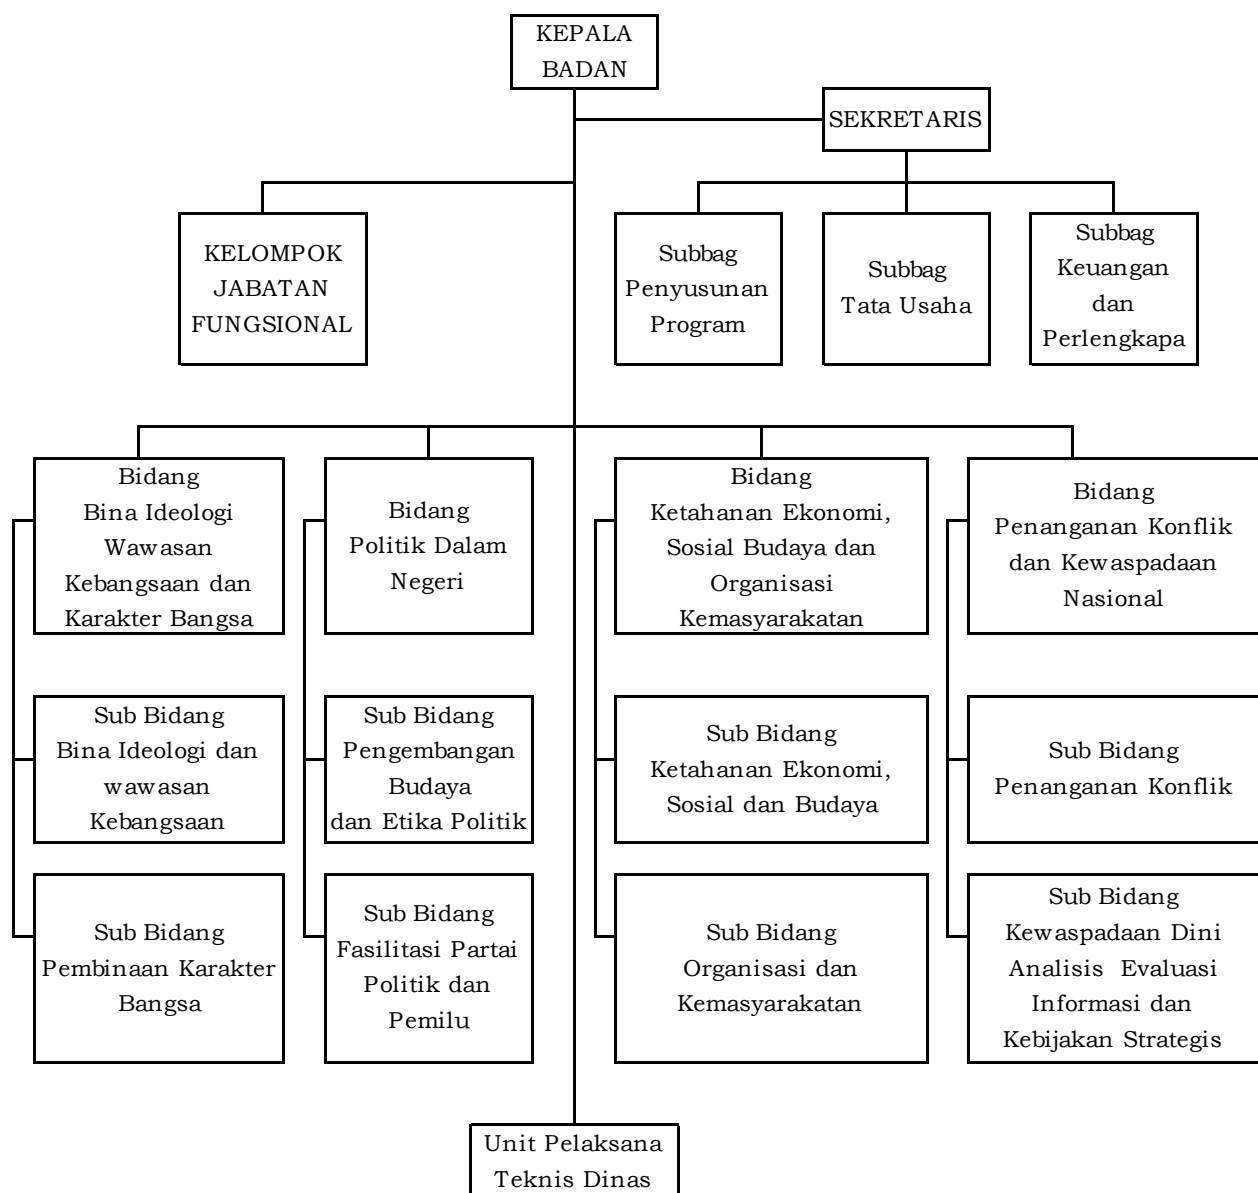 KEPALA
BADAN
SEKRETARIS
KELOMPOK
JABATAN
FUNGSIONAL
Subbag
Penyusunan
Program
Subbag
Tata Usaha
Subbag
Keuangan
dan
Perlengkapa
Bidang
Bina Ideologi
Wawasan
Kebangsaan dan
Karakter Bangsa
Bidang
Politik Dalam
Negeri
Bidang
Ketahanan Ekonomi,
Sosial Budaya dan
Organisasi
Kemasyarakatan
Bidang
Penanganan Konflik
dan Kewaspadaan
Nasional
Sub Bidang
Bina Ideologi dan
wawasan
Kebangsaan
Sub Bidang
Pengembangan
Budaya
dan Etika Politik
Sub Bidang
Ketahanan Ekonomi,
Sosial dan Budaya
Sub Bidang
Penanganan Konflik
Sub Bidang
Pembinaan Karakter
Bangsa
Sub Bidang
Fasilitasi Partai
Politik dan
Pemilu
Sub Bidang
Organisasi dan
Kemasyarakatan
Sub Bidang
Kewaspadaan Dini
Analisis Evaluasi
Informasi dan
Kebijakan Strategis
Unit Pelaksana
Teknis Dinas